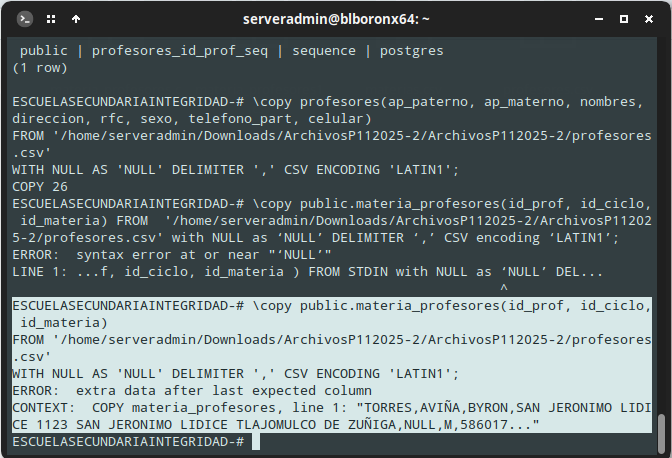 serveradmin@blboronx64: ~
 public | profesores_id_prof_seq | sequence | postgres
(1 row)
ESCUELASECUNDARIAINTEGRIDAD-# \copy profesores(ap_paterno, ap_materno, nombres,
direccion, rfc, sexo, telefono_part, celular)
FROM '/home/serveradmin/Downloads/ArchivosP112025-2/ArchivosP112025-2/profesores
.csv'
WITH NULL AS 'NULL' DELIMITER ',' CSV ENCODING 'LATIN1';
COPY 26
ESCUELASECUNDARIAINTEGRIDAD-# \copy public.materia_profesores(id_prof, id_ciclo,
 id_materia) FROM  '/home/serveradmin/Downloads/ArchivosP112025-2/ArchivosP11202
5-2/profesores.csv' with NULL as ‘NULL’ DELIMITER ‘,’ CSV encoding ‘LATIN1’;
ERROR:  syntax error at or near "‘NULL’"
LINE 1: ...f, id_ciclo, id_materia ) FROM STDIN with NULL as ‘NULL’ DEL...
^
ESCUELASECUNDARIAINTEGRIDAD-# \copy public.materia_profesores(id_prof, id_ciclo,
 id_materia)
FROM '/home/serveradmin/Downloads/ArchivosP112025-2/ArchivosP112025-2/profesores
.csv'
WITH NULL AS 'NULL' DELIMITER ',' CSV ENCODING 'LATIN1';
ERROR:  extra data after last expected column
CONTEXT:  COPY materia_profesores, line 1: "TORRES,AVIÑA,BYRON,SAN JERONIMO LIDI
CE 1123 SAN JERONIMO LIDICE TLAJOMULCO DE ZUÑIGA,NULL,M,586017..."
ESCUELASECUNDARIAINTEGRIDAD-#